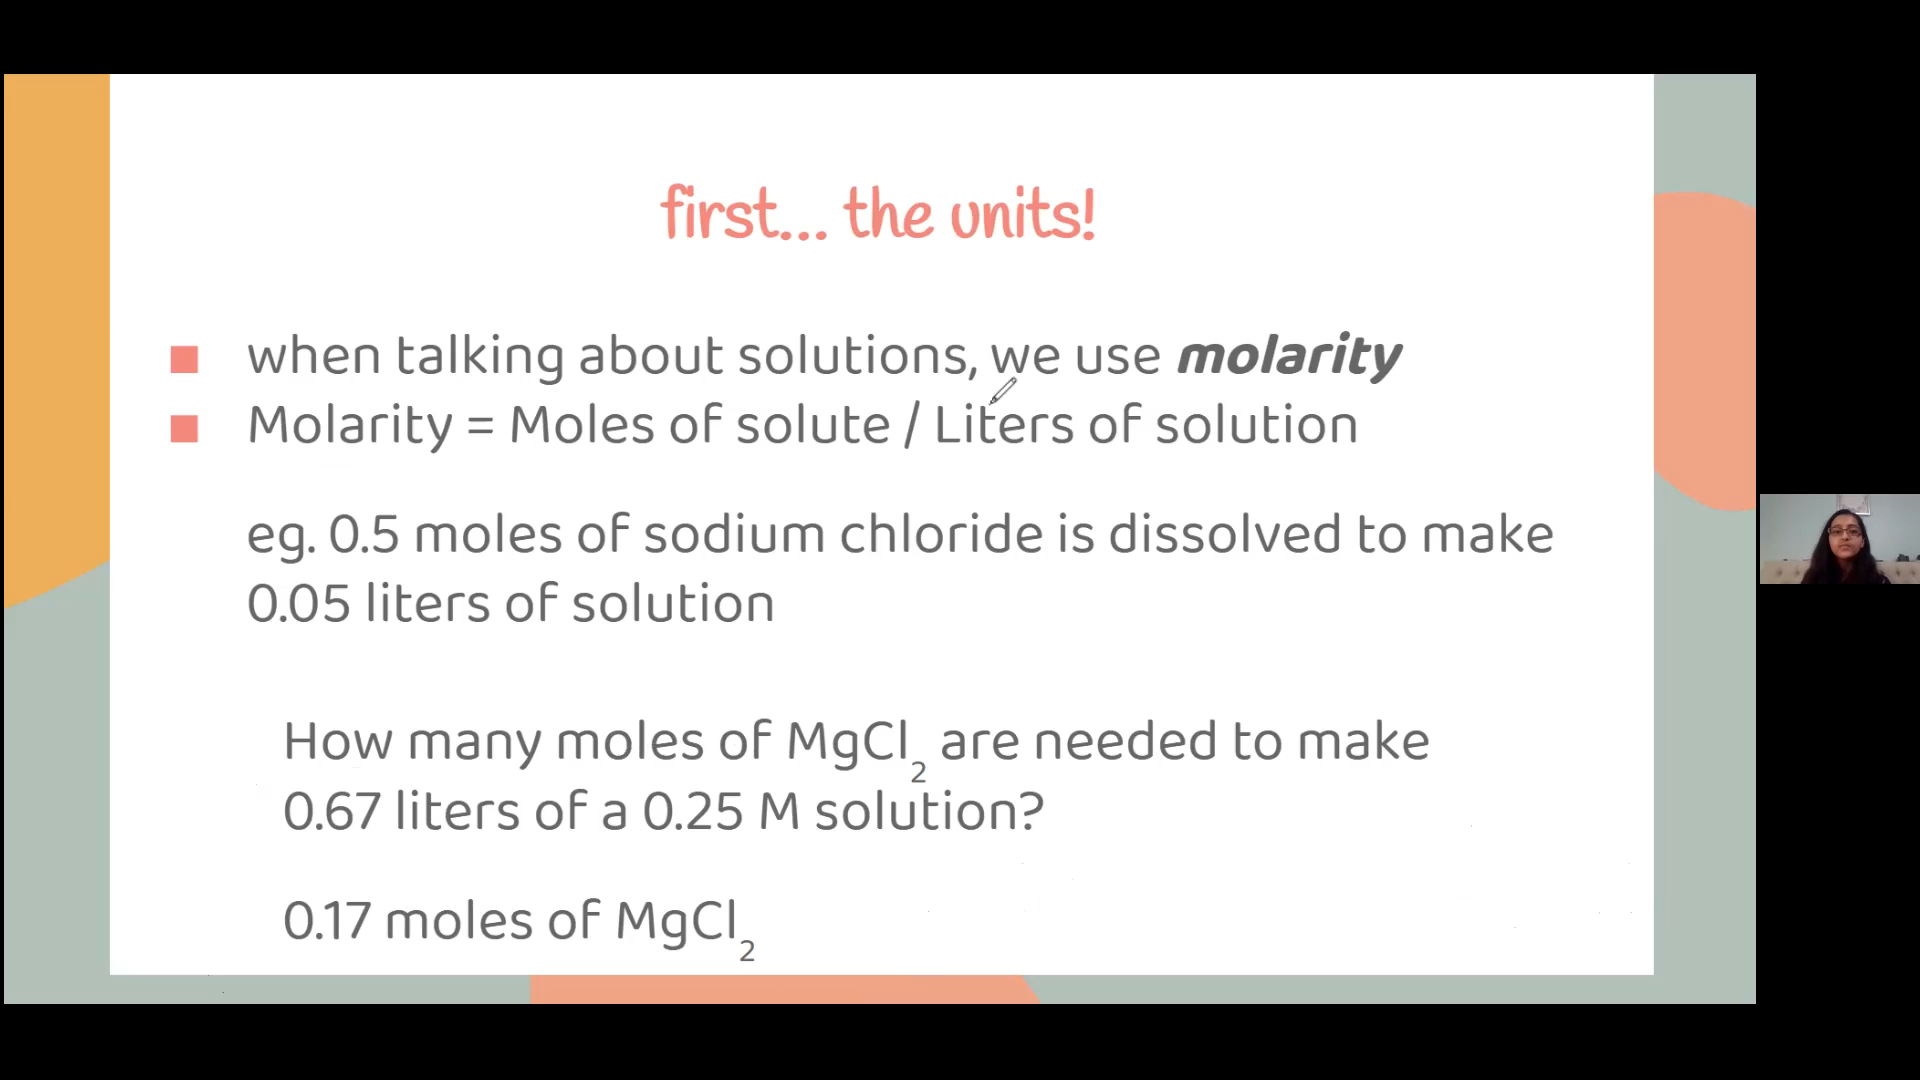 first... the units!
when talking about solutions, we use molarity
Molarity = Moles of solute / Liters of solution
eg. 0.5 moles of sodium chloride is dissolved to make
0.05 liters of solution
How many moles of MgCl₂ are needed to make
0.67 liters of a 0.25 M solution?
0.17 moles of MgCl₂